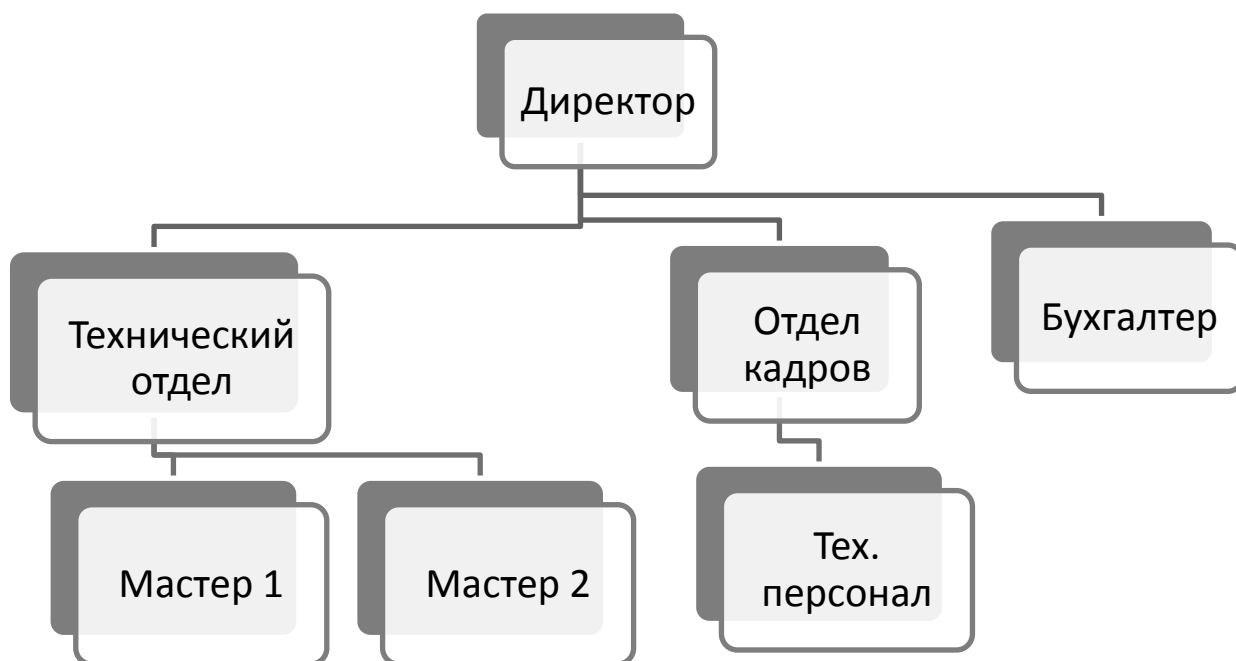 Директор
Технический
отдел
Отдел
кадров
Бухгалтер
Мастер 1
Мастер 2
Тех.
персонал